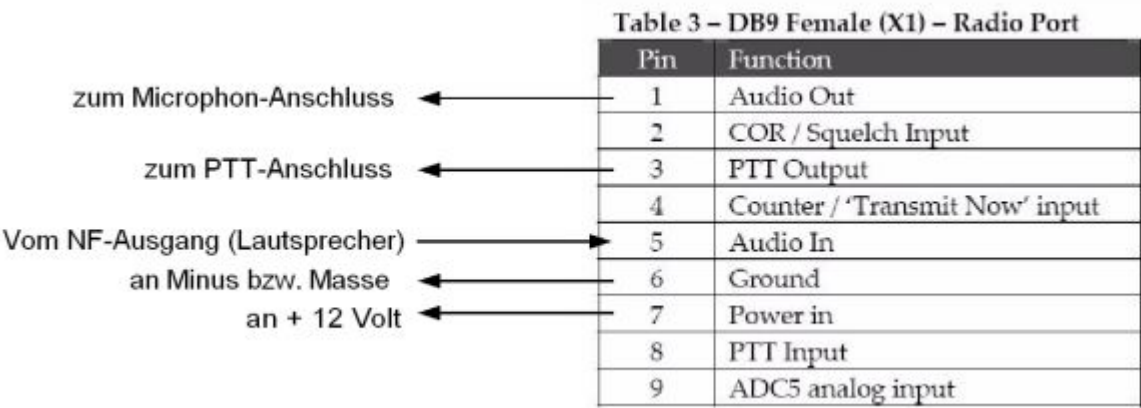 Table 3 – DB9 Female (X1) – Radio Port
Pin Function
zum Microphon-Anschluss 1 Audio Out
2 COR / Squelch Input
zum PTT-Anschluss 3 PTT Output
4 Counter / 'Transmit Now' input
Vom NF-Ausgang (Lautsprecher) 5 Audio In
an Minus bzw. Masse 6 Ground
an + 12 Volt 7 Power in
8 PTT Input
9 ADC5 analog input